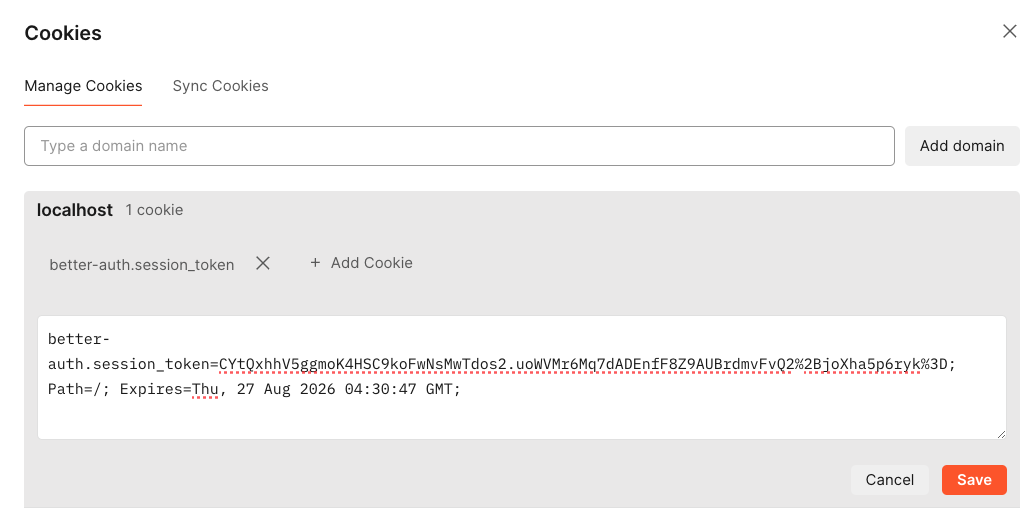 Cookies
Manage Cookies
Sync Cookies
Type a domain name
Add domain
localhost 1 cookie
better-auth.session_token
+ Add Cookie
better-
auth.session_token=CYtQxhhV5ggmoK4HSC9koFwNsMwTdos2.uoWVMr6Mq7dADEnfF8Z9AUBrdmvFvQ2%2BjoXha5p6ryk%3D;
Path=/; Expires=Thu, 27 Aug 2026 04:30:47 GMT;
Cancel
Save